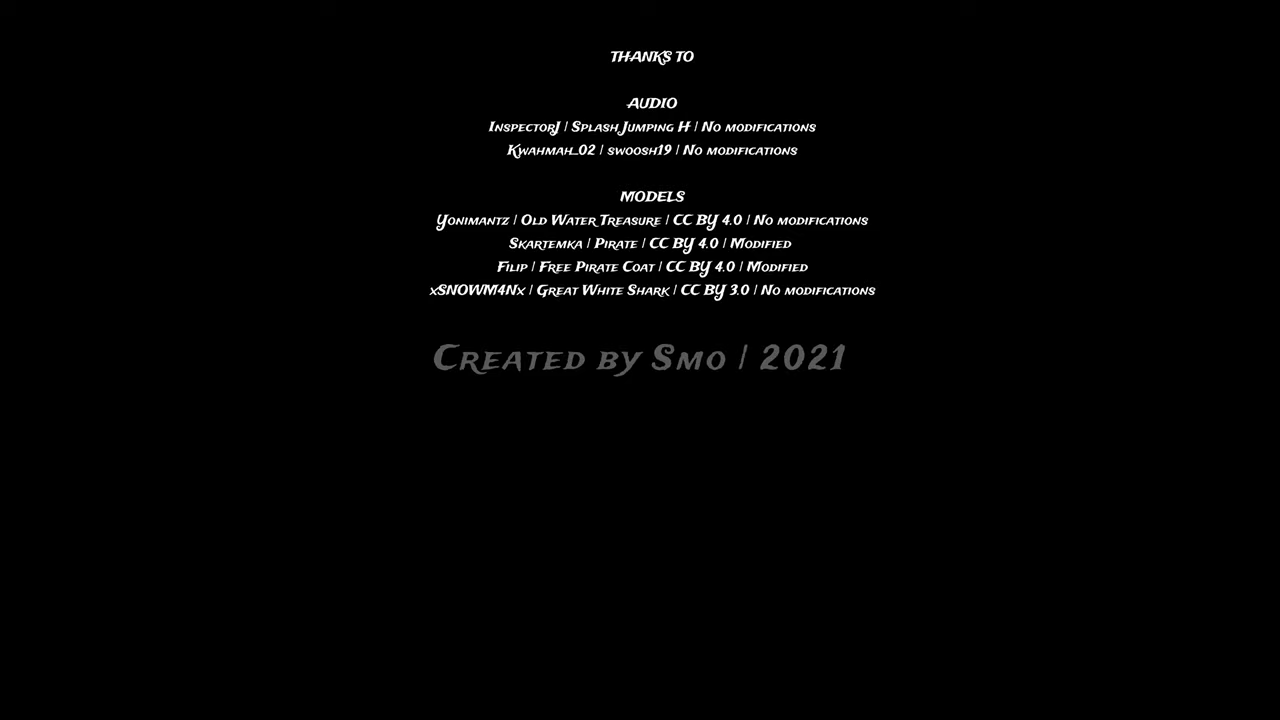 THANKS TO
AUDIO
InspectorJ | Splash Jumping H | No modifications
Kwahmah_02 | swoosh19 | No modifications
MODELS
Yonimantz | Old Water Treasure | CC BY 4.0 | No modifications
Skartemka | Pirate | CC BY 4.0 | Modified
Filip | Free Pirate Coat | CC BY 4.0 | Modified
xSNOWM4Nx | Great White Shark | CC BY 3.0 | No modifications
Created by Smo | 2021